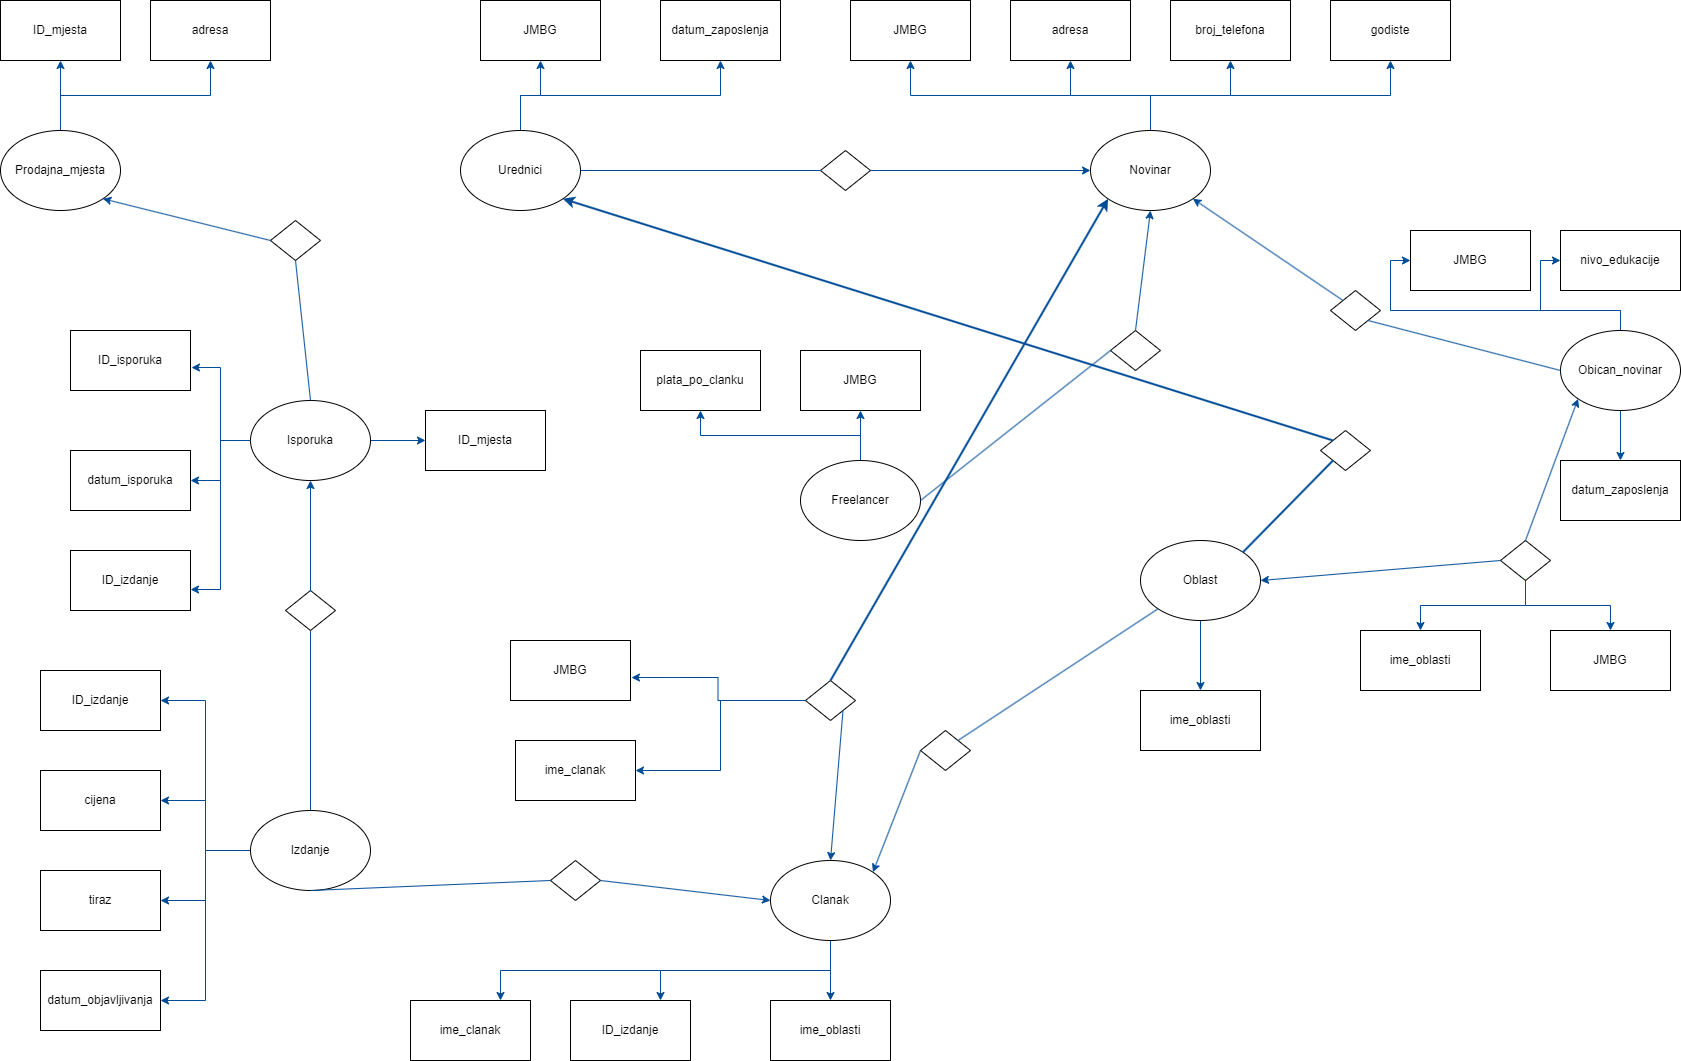 ID_mjesta
adresa
JMBG
datum_zaposlenja
JMBG
adresa
broj_telefona
godiste
Prodajna_mjesta
Urednici
Novinar
JMBG
nivo_edukacije
ID_isporuka
plata_po_clanku
JMBG
Obican_novinar
Isporuka
ID_mjesta
datum_isporuka
datum_zaposlenja
Freelancer
ID_izdanje
Oblast
JMBG
ime_oblasti
JMBG
ID_izdanje
ime_oblasti
ime_clanak
cijena
Izdanje
tiraz
Clanak
datum_objavljivanja
ime_clanak
ID_izdanje
ime_oblasti